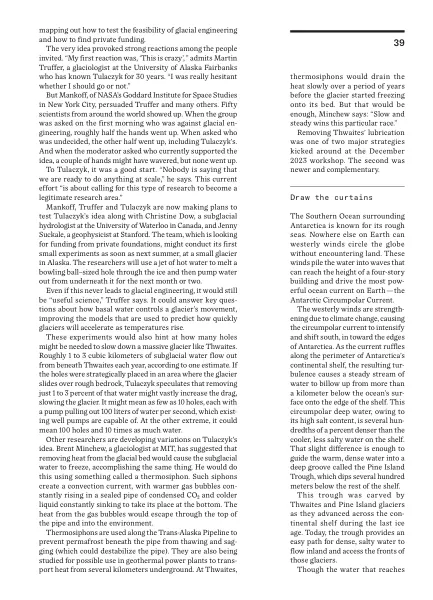 mapping out how to test the feasibility of glacial engineering
and how to find private funding.
The very idea provoked strong reactions among the people
invited. “My first reaction was, ‘This is crazy’,” admits Martin
Truffer, a glaciologist at the University of Alaska Fairbanks
who has known Tulaczyk for 30 years. “I was really hesitant
whether I should go or not.”
But Mankoff, of NASA’s Goddard Institute for Space Studies
in New York City, persuaded Truffer and many others. Fifty
scientists from around the world showed up. When the group
was asked on the first morning who was against glacial en-
gineering, roughly half the hands went up. When asked who
was undecided, the other half went up, including Tulaczyk’s.
And when the moderator asked who currently supported the
idea, a couple of hands might have wavered, but none went up.
To Tulaczyk, it was a good start. “Nobody is saying that
we are ready to do anything at scale,” he says. This current
effort “is about calling for this type of research to become a
legitimate research area.”
Mankoff, Truffer and Tulaczyk are now making plans to
test Tulaczyk’s idea along with Christine Dow, a subglacial
hydrologist at the University of Waterloo in Canada, and Jenny
Suckale, a geophysicist at Stanford. The team, which is looking
for funding from private foundations, might conduct its first
small experiments as soon as next summer, at a small glacier
in Alaska. The researchers will use a jet of hot water to melt a
bowling ball–sized hole through the ice and then pump water
out from underneath it for the next month or two.
Even if this never leads to glacial engineering, it would still
be “useful science,” Truffer says. It could answer key ques-
tions about how basal water controls a glacier’s movement,
improving the models that are used to predict how quickly
glaciers will accelerate as temperatures rise.
These experiments would also hint at how many holes
might be needed to slow down a massive glacier like Thwaites.
Roughly 1 to 3 cubic kilometers of subglacial water flow out
from beneath Thwaites each year, according to one estimate. If
the holes were strategically placed in an area where the glacier
slides over rough bedrock, Tulaczyk speculates that removing
just 1 to 3 percent of that water might vastly increase the drag,
slowing the glacier. It might mean as few as 10 holes, each with
a pump pulling out 100 liters of water per second, which exist-
ing well pumps are capable of. At the other extreme, it could
mean 100 holes and 10 times as much water.
Other researchers are developing variations on Tulaczyk’s
idea. Brent Minchew, a glaciologist at MIT, has suggested that
removing heat from the glacial bed would cause the subglacial
water to freeze, accomplishing the same thing. He would do
this using something called a thermosiphon. Such siphons
create a convection current, with warmer gas bubbles con-
stantly rising in a sealed pipe of condensed CO₂ and colder
liquid constantly sinking to take its place at the bottom. The
heat from the gas bubbles would escape through the top of
the pipe and into the environment.
Thermosiphons are used along the Trans-Alaska Pipeline to
prevent permafrost beneath the pipe from thawing and sag-
ging (which could destabilize the pipe). They are also being
studied for possible use in geothermal power plants to trans-
port heat from several kilometers underground. At Thwaites,
39
thermosiphons would drain the
heat slowly over a period of years
before the glacier started freezing
onto its bed. But that would be
enough, Minchew says: “Slow and
steady wins this particular race.”
Removing Thwaites’ lubrication
was one of two major strategies
kicked around at the December
2023 workshop. The second was
newer and complementary.
Draw the curtains
The Southern Ocean surrounding
Antarctica is known for its rough
seas. Nowhere else on Earth can
westerly winds circle the globe
without encountering land. These
winds pile the water into waves that
can reach the height of a four-story
building and drive the most pow-
erful ocean current on Earth — the
Antarctic Circumpolar Current.
The westerly winds are strength-
ening due to climate change, causing
the circumpolar current to intensify
and shift south, in toward the edges
of Antarctica. As the current ruffles
along the perimeter of Antarctica’s
continental shelf, the resulting tur-
bulence causes a steady stream of
water to billow up from more than
a kilometer below the ocean’s sur-
face onto the edge of the shelf. This
circumpolar deep water, owing to
its high salt content, is several hun-
dredths of a percent denser than the
cooler, less salty water on the shelf.
That slight difference is enough to
guide the warm, dense water into a
deep groove called the Pine Island
Trough, which dips several hundred
meters below the rest of the shelf.
This trough was carved by
Thwaites and Pine Island glaciers
as they advanced across the con-
tinental shelf during the last ice
age. Today, the trough provides an
easy path for dense, salty water to
flow inland and access the fronts of
those glaciers.
Though the water that reaches